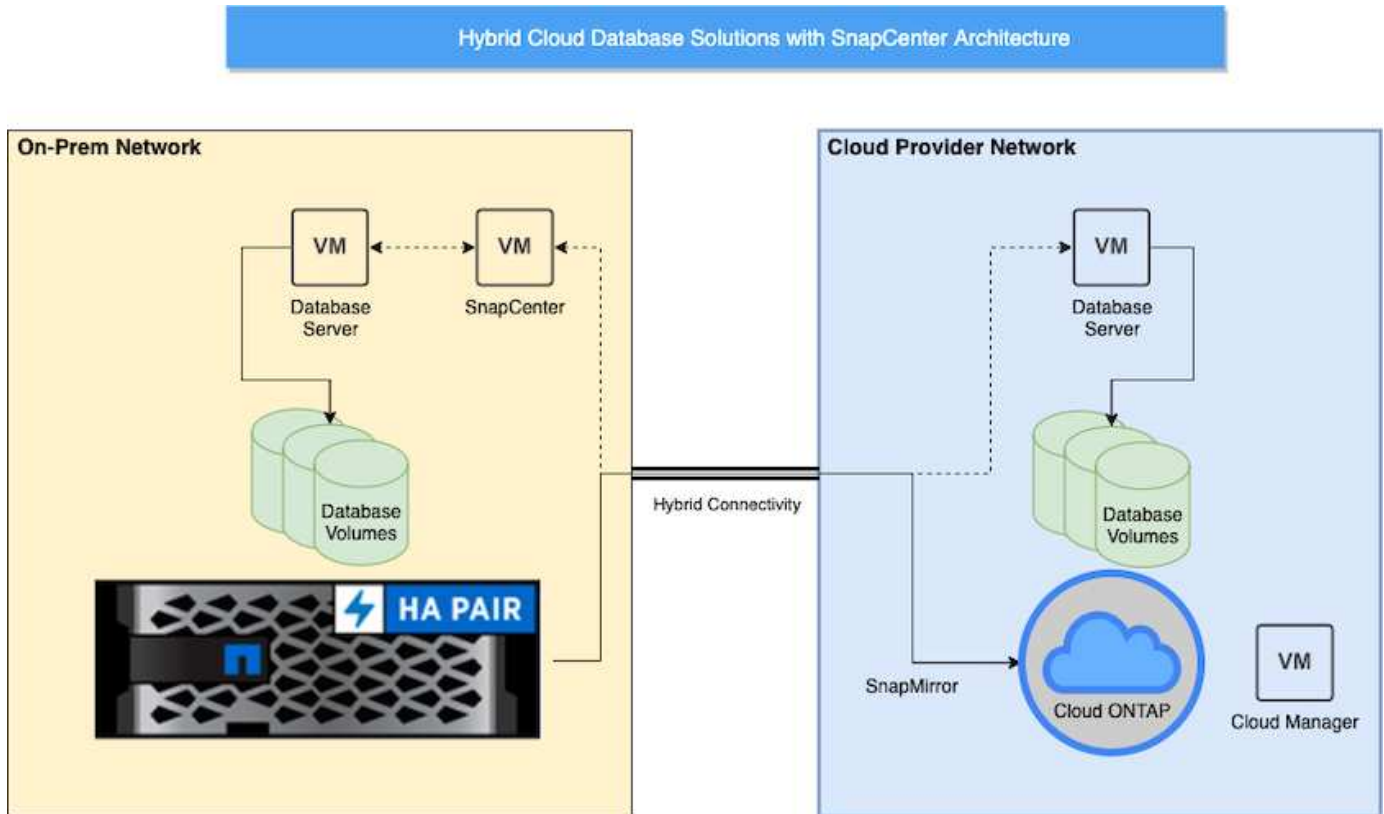 Hybrid Cloud Database Solutions with SnapCenter Architecture
On-Prem Network
VM
Database
Server
VM
SnapCenter
Database
Volumes
HA PAIR
Hybrid Connectivity
Cloud Provider Network
VM
Database
Server
Database
Volumes
SnapMirror
Cloud ONTAP
VM
Cloud Manager